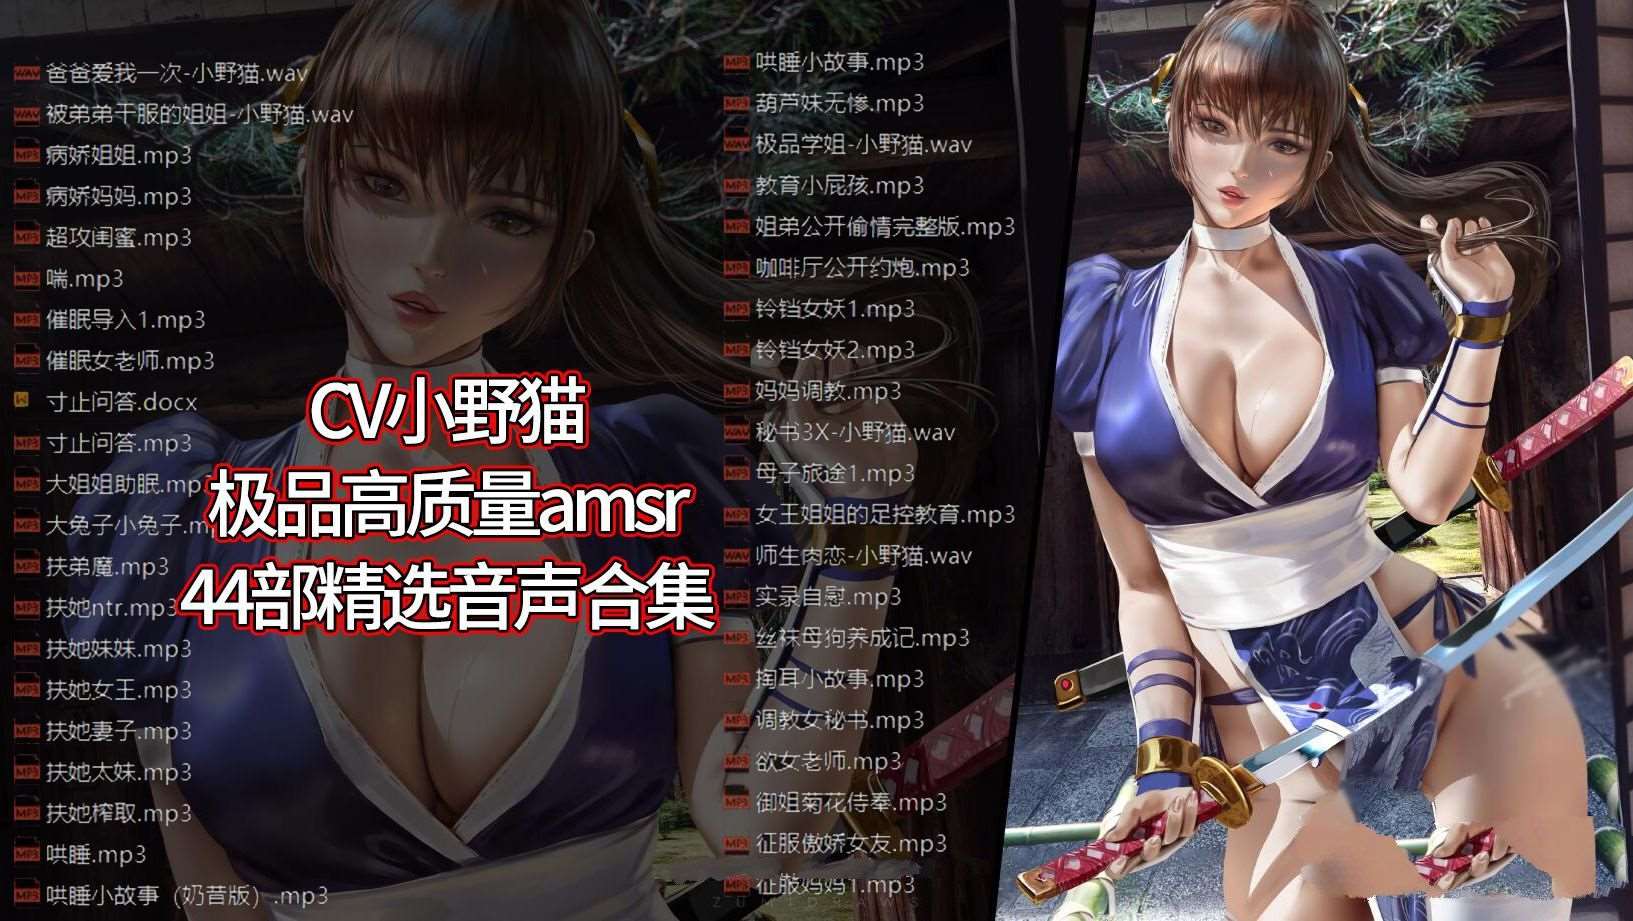 爸爸爱我一次-小野猫.wav
被弟弟干服的姐姐-小野猫.wav
病娇姐姐.mp3
病娇妈妈.mp3
超攻闺蜜.mp3
喘.mp3
催眠导入1.mp3
催眠女老师.mp3
寸止问答.docx
寸止问答.mp3
大姐姐助眠.mp
大兔子小兔子.m
扶弟魔.mp3
扶她ntr.mp3
扶她妹妹.mp3
扶她女王.mp3
扶她妻子.mp3
扶她太妹.mp3
扶她榨取.mp3
哄睡.mp3
哄睡小故事（奶昔版）.mp3
CV小野猫
极品高质量amsr
44部精选音声合集
哄睡小故事.mp3
葫芦妹无惨.mp3
极品学姐-小野猫.wav
教育小屁孩.mp3
姐弟公开偷情完整版.mp3
咖啡厅公开约炮.mp3
铃铛女妖1.mp3
铃铛女妖2.mp3
妈妈调教.mp3
秘书3X-小野猫.wav
母子旅途1.mp3
女王姐姐的足控教育.mp3
师生肉恋-小野猫.wav
实录自慰.mp3
丝袜母狗养成记.mp3
掏耳小故事.mp3
调教女秘书.mp3
欲女老师.mp3
御姐菊花侍奉.mp3
征服傲娇女友.mp3
征服妈妈1.mp3